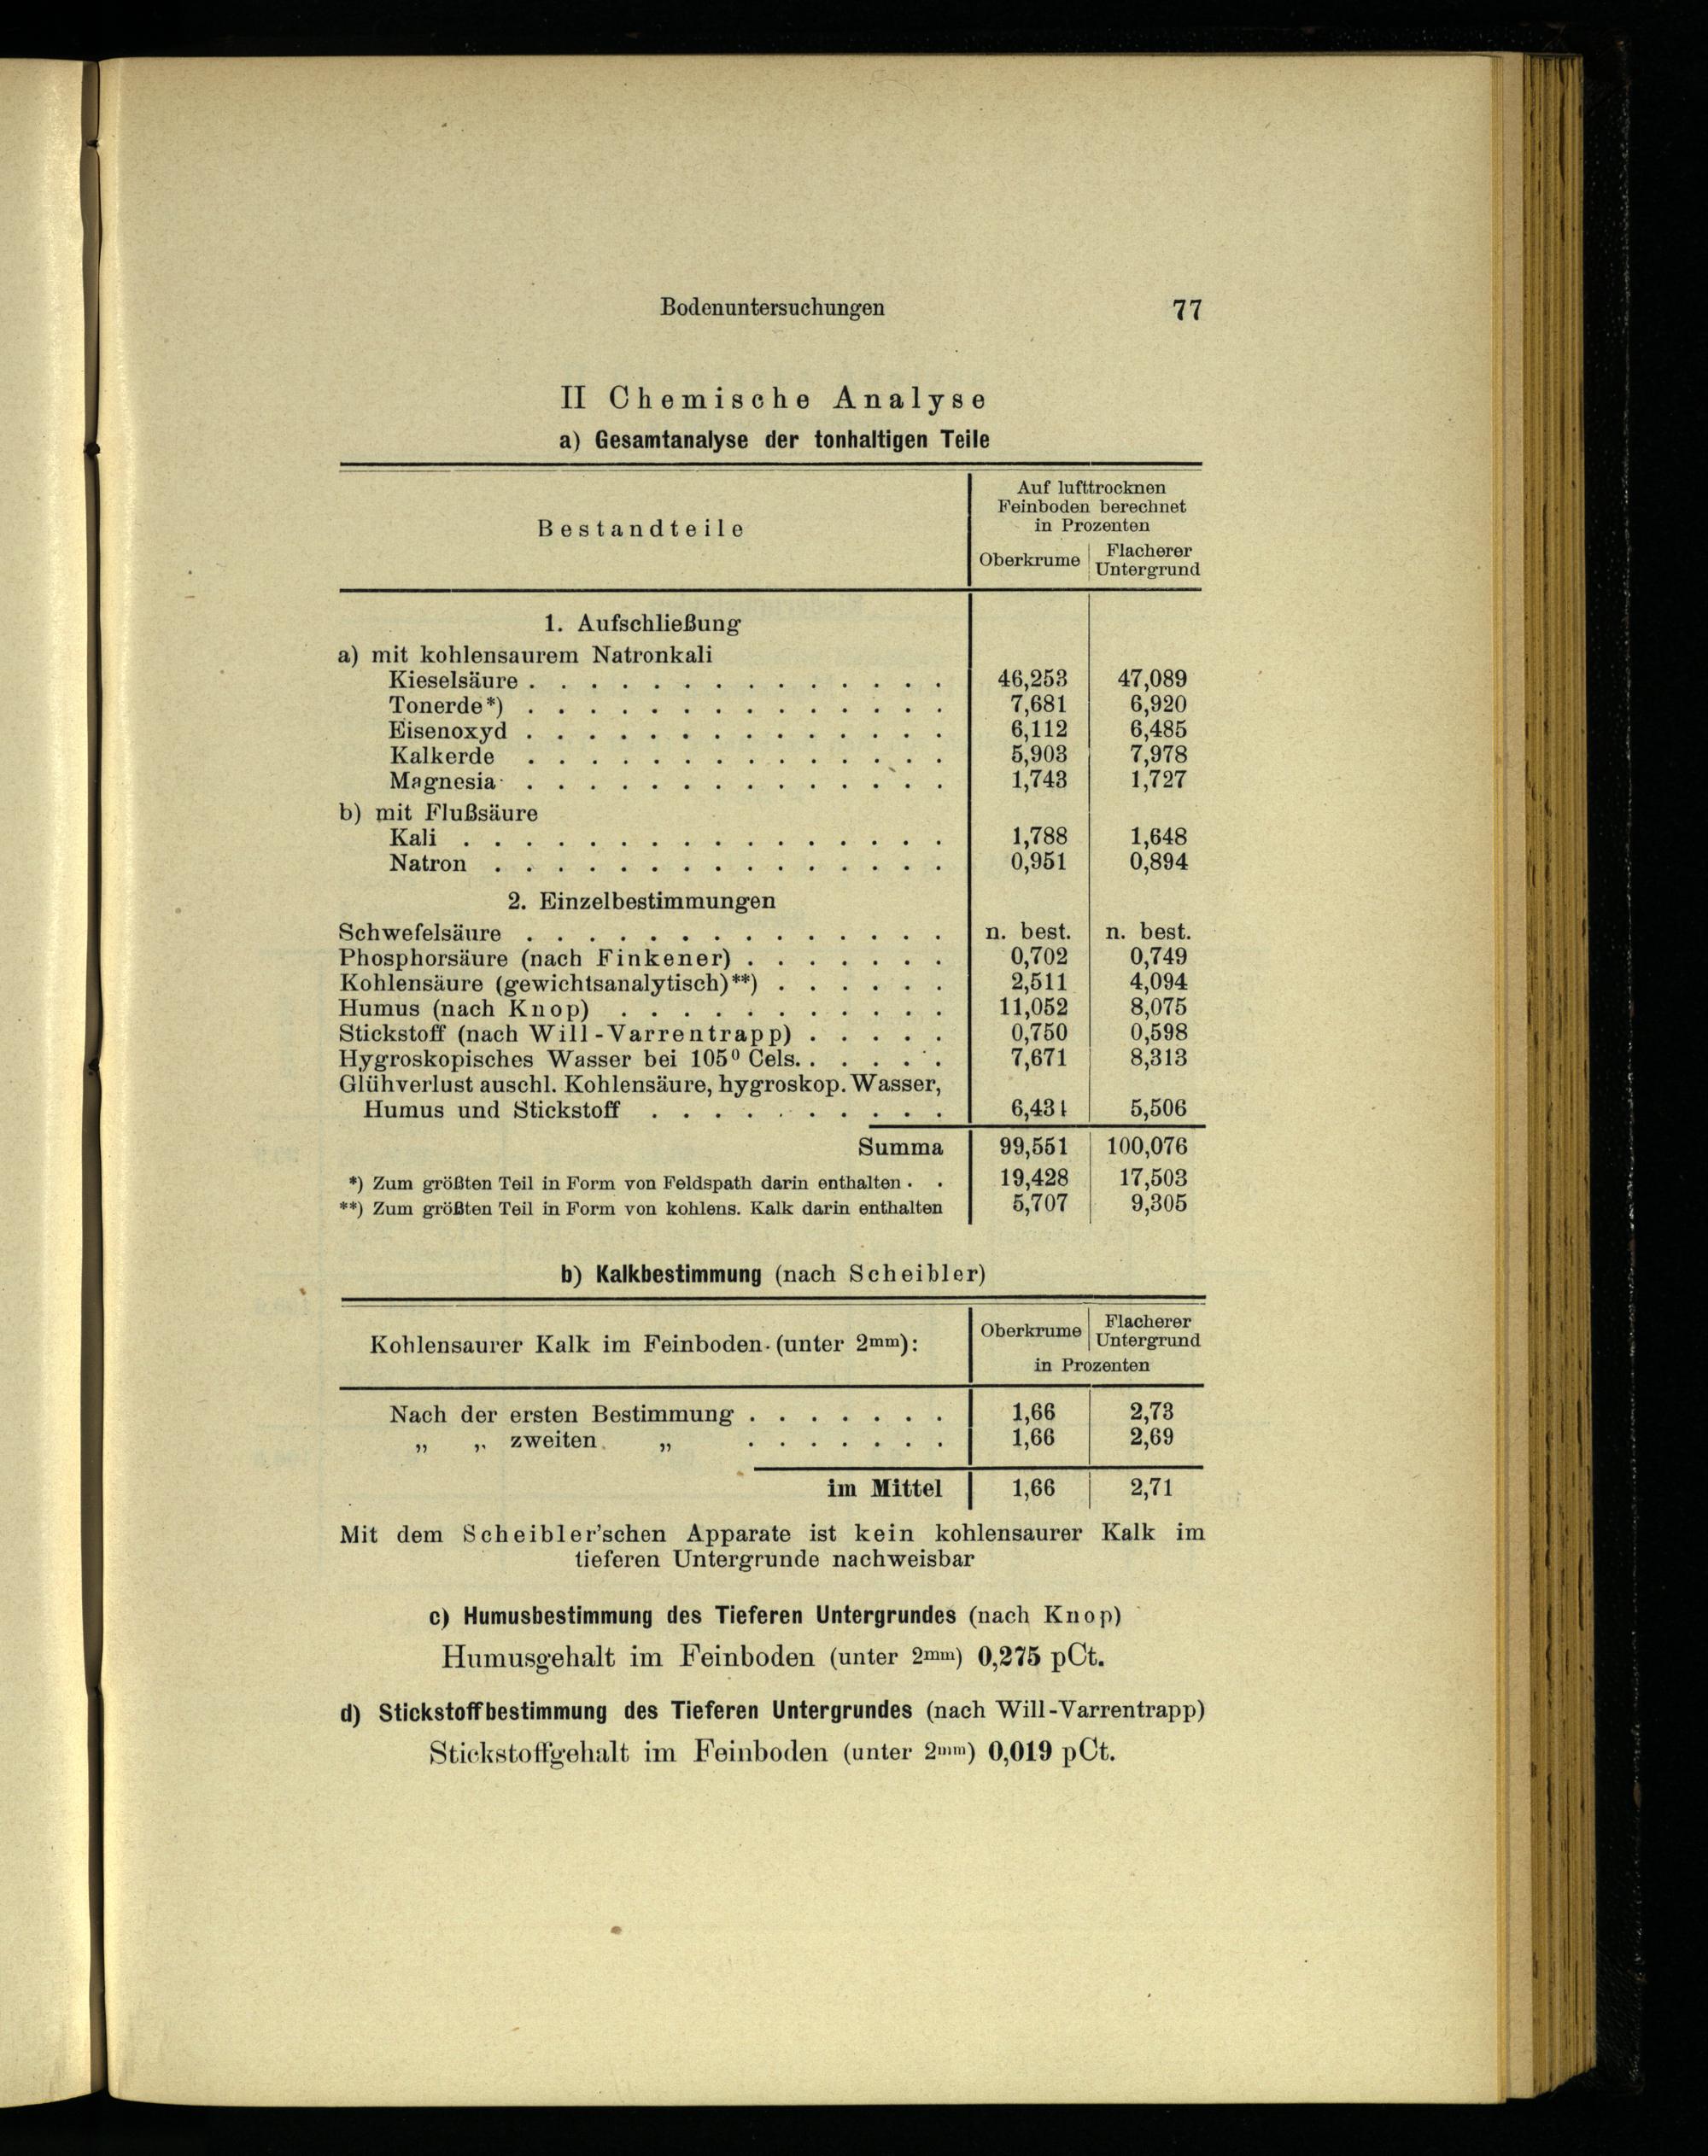 Bodenuntersuchungen 77
II Chemische Analyse
a) Gesamtanalyse der tonhaltigen Teile
Bestandteile
Auf lufttrocknen
Feinboden berechnet
in Prozenten
Oberkrume Flacherer Untergrund
1. Aufschließung
a) mit kohlensaurem Natronkali
Kieselsäure . . . . . . . . . . . . . . 46,253 47,089
Tonerde*) . . . . . . . . . . . . . . 7,681 6,920
Eisenoxyd . . . . . . . . . . . . . . 6,112 6,485
Kalkerde . . . . . . . . . . . . . . 5,903 7,978
Magnesia . . . . . . . . . . . . . . 1,743 1,727
b) mit Flußsäure
Kali . . . . . . . . . . . . . . . . 1,788 1,648
Natron . . . . . . . . . . . . . . . 0,951 0,894
2. Einzelbestimmungen
Schwefelsäure . . . . . . . . . . . . . . n. best. n. best.
Phosphorsäure (nach Finkener) . . . . . . . 0,702 0,749
Kohlensäure (gewichtsanalytisch)**) . . . . . . 2,511 4,094
Humus (nach Knop) . . . . . . . . . . . 11,052 8,075
Stickstoff (nach Will-Varrentrapp) . . . . . 0,750 0,598
Hygroskopisches Wasser bei 105⁰ Cels. . . . . . 7,671 8,313
Glühverlust auschl. Kohlensäure, hygroskop. Wasser,
Humus und Stickstoff . . . . . . . . . . 6,431 5,506
Summa 99,551 100,076
*) Zum größten Teil in Form von Feldspath darin enthalten . . 19,428 17,503
**) Zum größten Teil in Form von kohlens. Kalk darin enthalten 5,707 9,305
b) Kalkbestimmung (nach Scheibler)
Kohlensaurer Kalk im Feinboden (unter 2mm):
Oberkrume Flacherer Untergrund
in Prozenten
Nach der ersten Bestimmung . . . . . . . 1,66 2,73
„ „ zweiten „ . . . . . . . 1,66 2,69
im Mittel 1,66 2,71
Mit dem Scheibler'schen Apparate ist kein kohlensaurer Kalk im
tieferen Untergrunde nachweisbar
c) Humusbestimmung des Tieferen Untergrundes (nach Knop)
Humusgehalt im Feinboden (unter 2mm) 0,275 pCt.
d) Stickstoffbestimmung des Tieferen Untergrundes (nach Will-Varrentrapp)
Stickstoffgehalt im Feinboden (unter 2mm) 0,019 pCt.